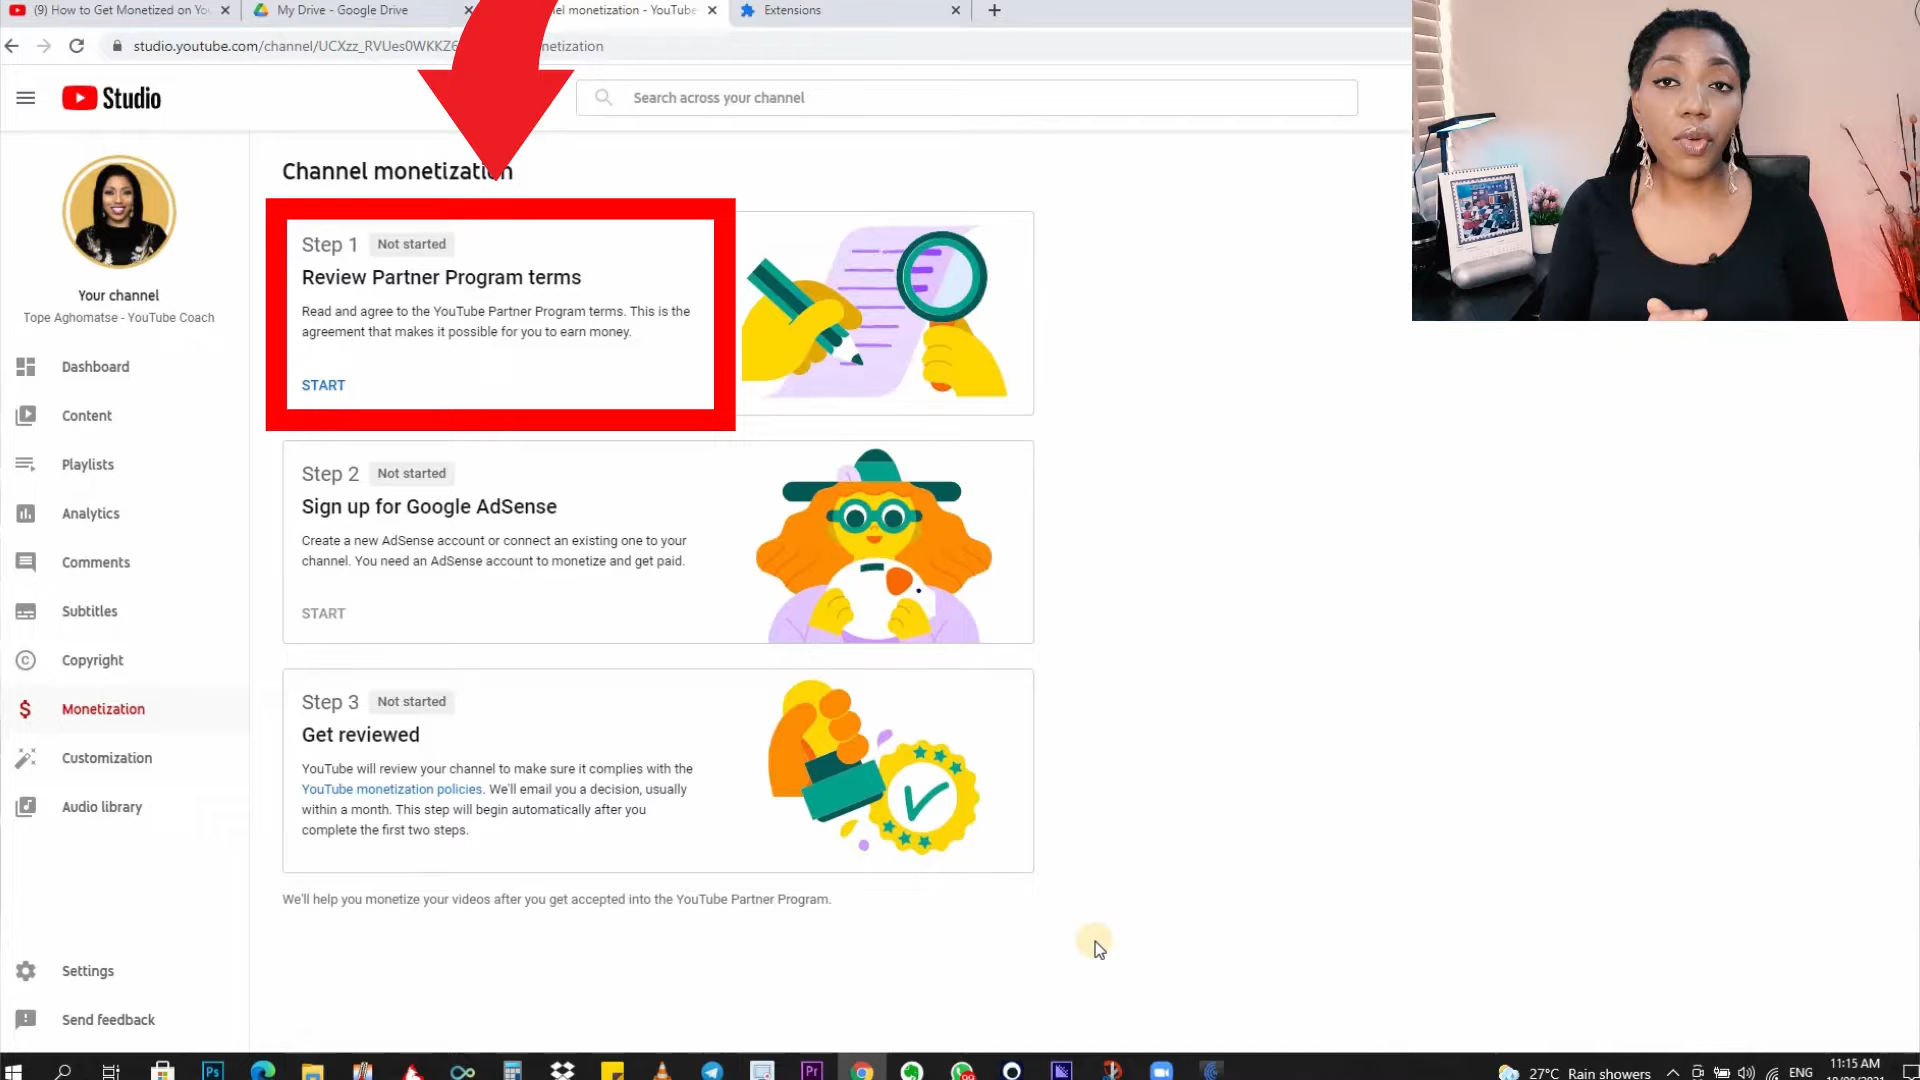 (9) How to Get Monetized on Yo
My Drive - Google Drive
nel monetization - YouTube
Extensions
studio.youtube.com/channel/UCXzz_RVUes0WKKZ6
netization
Studio
Search across your channel
Your channel
Tope Aghomatse - YouTube Coach
Dashboard
Content
Playlists
Analytics
Comments
Subtitles
Copyright
Monetization
Customization
Audio library
Settings
Send feedback
Channel monetization
Step 1 Not started
Review Partner Program terms
Read and agree to the YouTube Partner Program terms. This is the
agreement that makes it possible for you to earn money.
START
Step 2 Not started
Sign up for Google AdSense
Create a new AdSense account or connect an existing one to your
channel. You need an AdSense account to monetize and get paid.
START
Step 3 Not started
Get reviewed
YouTube will review your channel to make sure it complies with the
YouTube monetization policies. We'll email you a decision, usually
within a month. This step will begin automatically after you
complete the first two steps.
We'll help you monetize your videos after you get accepted into the YouTube Partner Program.
Ps
Pr
27°C Rain showers
ENG
11:15 AM